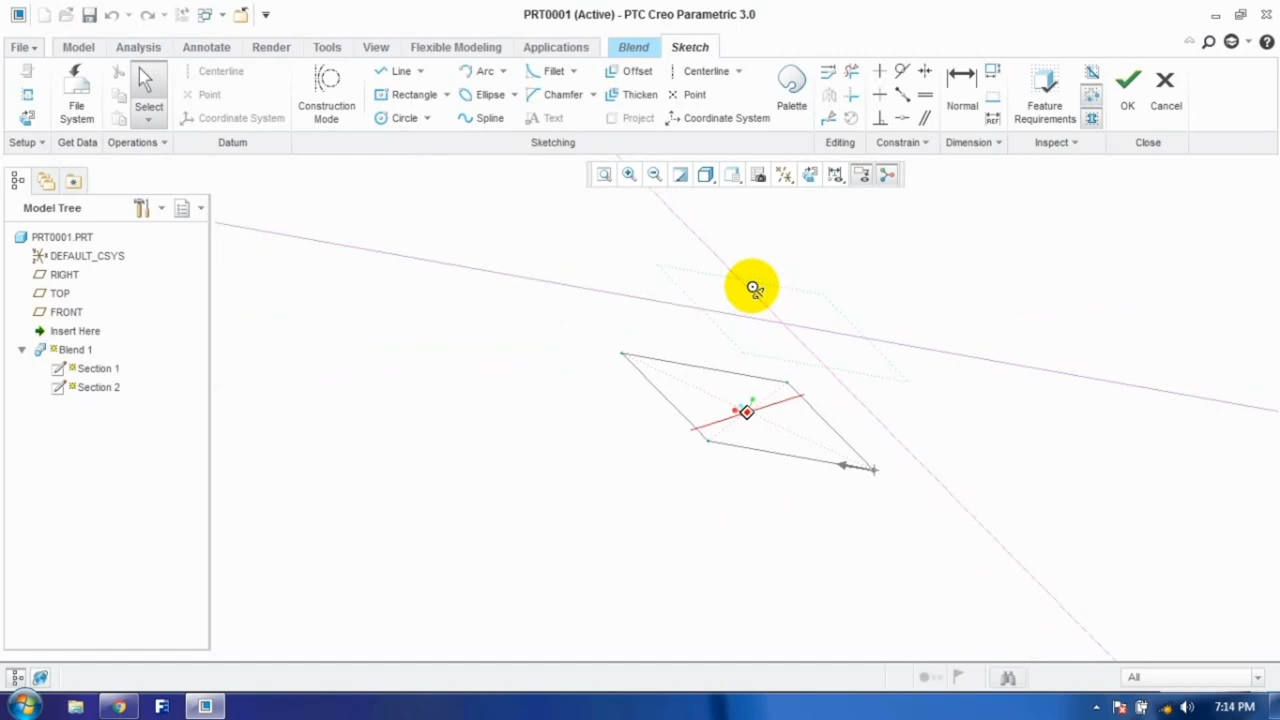 PRT0001 (Active) - PTC Creo Parametric 3.0
File Model Analysis Annotate Render Tools View Flexible Modeling Applications Blend Sketch
Centerline Line Arc Fillet Offset Centerline
Point Rectangle Ellipse Chamfer Thicken Point
Coordinate System Circle Spline Text Project Coordinate System
File System Select Construction Mode Palette Normal Feature Requirements OK Cancel
Setup Get Data Operations Datum Sketching Editing Constrain Dimension Inspect Close
REF
Model Tree
PRT0001.PRT
DEFAULT_CSYS
RIGHT
TOP
FRONT
Insert Here
Blend 1
Section 1
Section 2
All
7:14 PM